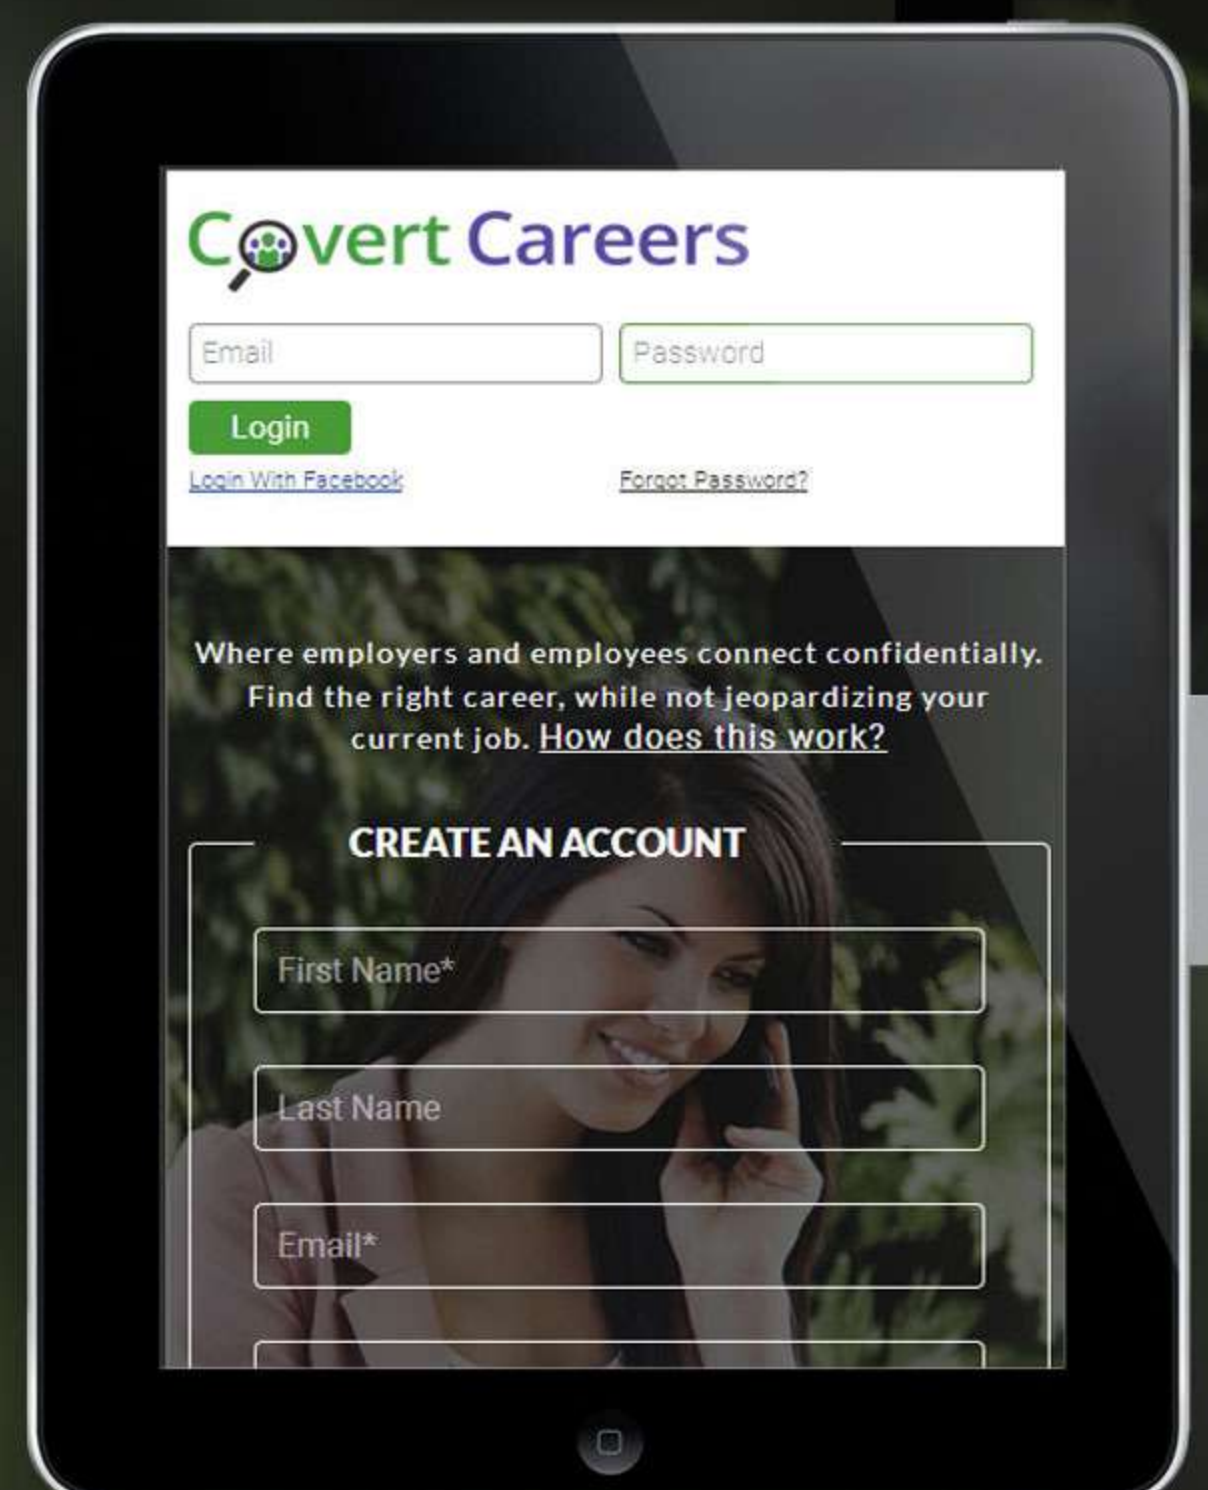 Covert Careers
Email
Password
Login
Login With Facebook
Forgot Password?
Where employers and employees connect confidentially.
Find the right career, while not jeopardizing your
current job. How does this work?
CREATE AN ACCOUNT
First Name*
Last Name
Email*